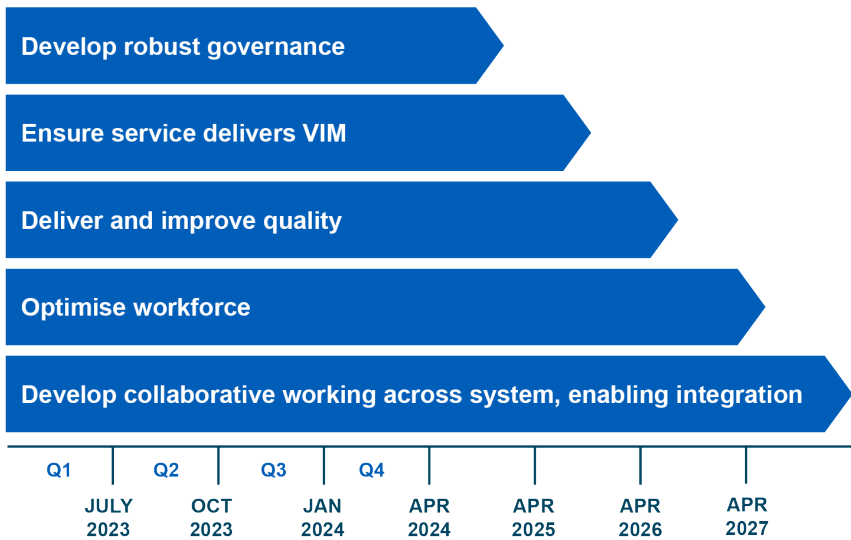 Develop robust governance
Ensure service delivers VIM
Deliver and improve quality
Optimise workforce
Develop collaborative working across system, enabling integration
Q1 Q2 Q3 Q4
JULY OCT JAN APR APR APR APR
2023 2023 2024 2024 2025 2026 2027